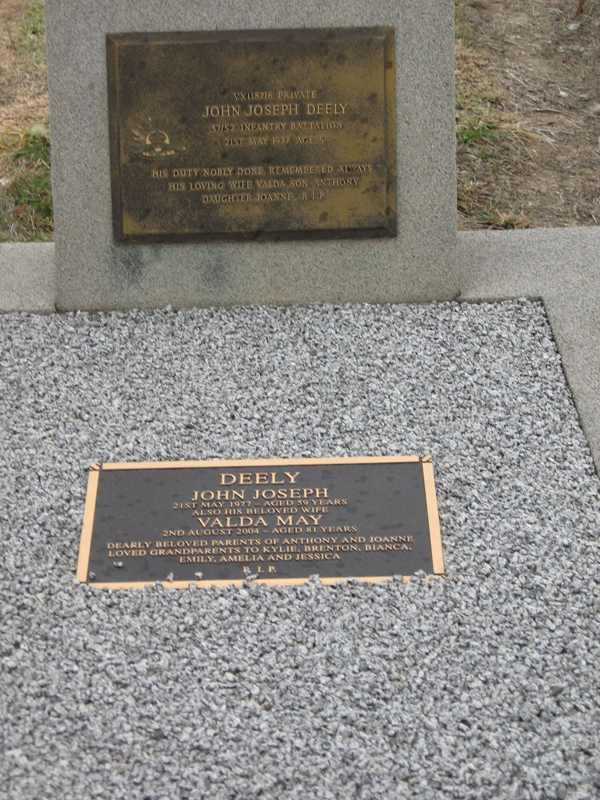 VX118716 PRIVATE
JOHN JOSEPH DEELY
37/52 INFANTRY BATTALION
21ST MAY 1977 AGE 59
HIS DUTY NOBLY DONE, REMEMBERED ALWAYS
HIS LOVING WIFE VALDA SON ANTHONY
DAUGHTER JOANNE. R.I.P.
DEELY
JOHN JOSEPH
21ST MAY 1977 - AGED 59 YEARS
ALSO HIS BELOVED WIFE
VALDA MAY
2ND AUGUST 2004 - AGED 81 YEARS
DEARLY BELOVED PARENTS OF ANTHONY AND JOANNE
LOVED GRANDPARENTS TO KYLIE, BRENTON, BIANCA,
EMILY, AMELIA AND JESSICA
R.I.P.